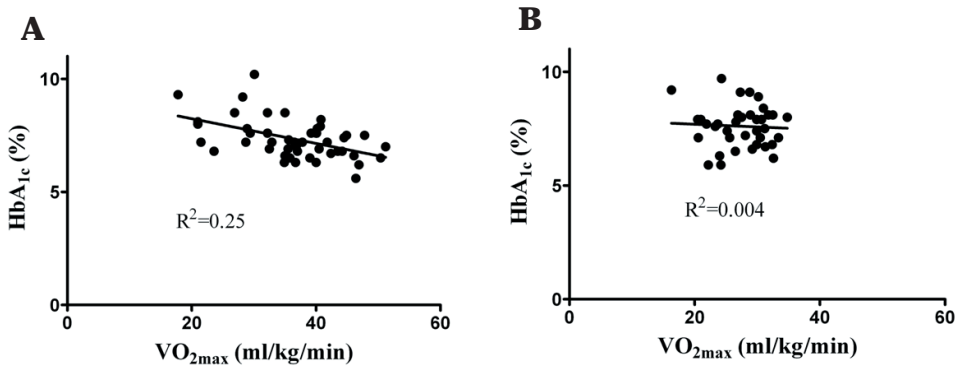 A
HbA1c (%)
10
5
0
R2=0.25
0 20 40 60
VO2max (ml/kg/min)
B
HbA1c (%)
10
5
0
R2=0.004
0 20 40 60
VO2max (ml/kg/min)